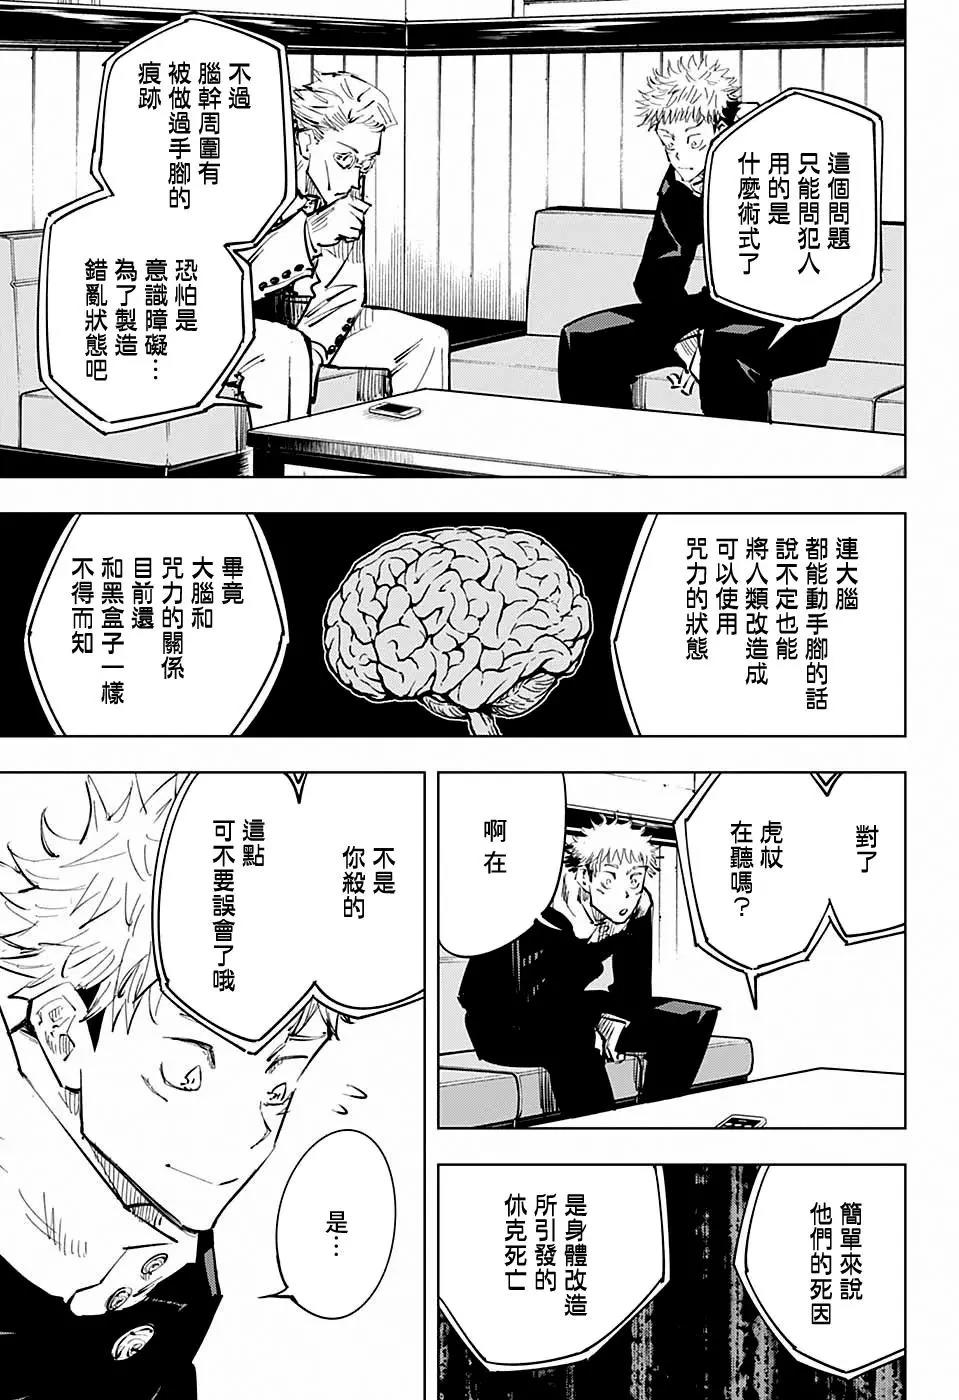 這個問題
只能問犯人
用的是
什麼術式了
不過
腦幹周圍有
被做過手腳的
痕跡
恐怕是
意識障礙…
為了製造
錯亂狀態吧
連大腦
都能動手腳的話
說不定也能
將人類改造成
可以使用
咒力的狀態
畢竟
大腦和
咒力的關係
目前還
和黑盒子一樣
不得而知
對了
虎杖
在聽嗎？
啊
在
簡單來說
他們的死因
是身體改造
所引發的
休克死亡
不是
你殺的
這點
可不要誤會了哦
是…